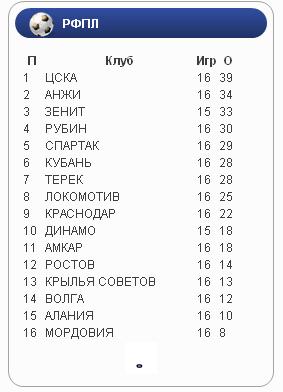 РФПЛ
П Клуб Игр О
1 ЦСКА 16 39
2 АНЖИ 16 34
3 ЗЕНИТ 15 33
4 РУБИН 16 30
5 СПАРТАК 16 29
6 КУБАНЬ 16 28
7 ТЕРЕК 16 28
8 ЛОКОМОТИВ 16 25
9 КРАСНОДАР 16 22
10 ДИНАМО 15 18
11 АМКАР 16 18
12 РОСТОВ 16 14
13 КРЫЛЬЯ СОВЕТОВ 16 13
14 ВОЛГА 16 12
15 АЛАНИЯ 16 10
16 МОРДОВИЯ 16 8